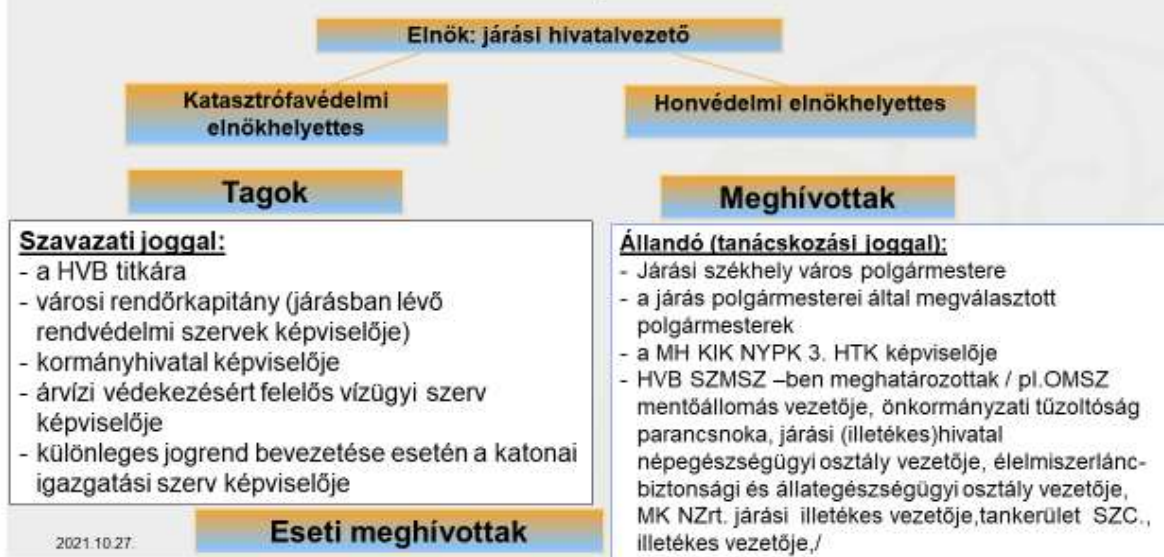 Elnök: járási hivatalvezető
Katasztrófavédelmi
elnökhelyettes
Honvédelmi elnökhelyettes
Tagok
Szavazati joggal:
- a HVB titkára
- városi rendőrkapitány (járásban lévő
rendvédelmi szervek képviselője)
- kormányhivatal képviselője
- árvízi védekezésért felelős vízügyi szerv
képviselője
- különleges jogrend bevezetése esetén a katonai
igazgatási szerv képviselője
Meghívottak
Állandó (tanácskozási joggal):
- Járási székhely város polgármestere
- a járás polgármesterei által megválasztott
polgármesterek
- a MH KIK NYPK 3. HTK képviselője
- HVB SZMSZ –ben meghatározottak / pl.OMSZ
mentőállomás vezetője, önkormányzati tűzoltóság
parancsnoka, járási (illetékes)hivatal
népegészségügyi osztály vezetője, élelmiszerlánc-
biztonsági és állategészségügyi osztály vezetője,
MK NZrt. járási illetékes vezetője,tankerület SZC.,
illetékes vezetője,/
Eseti meghívottak
2021.10.27.